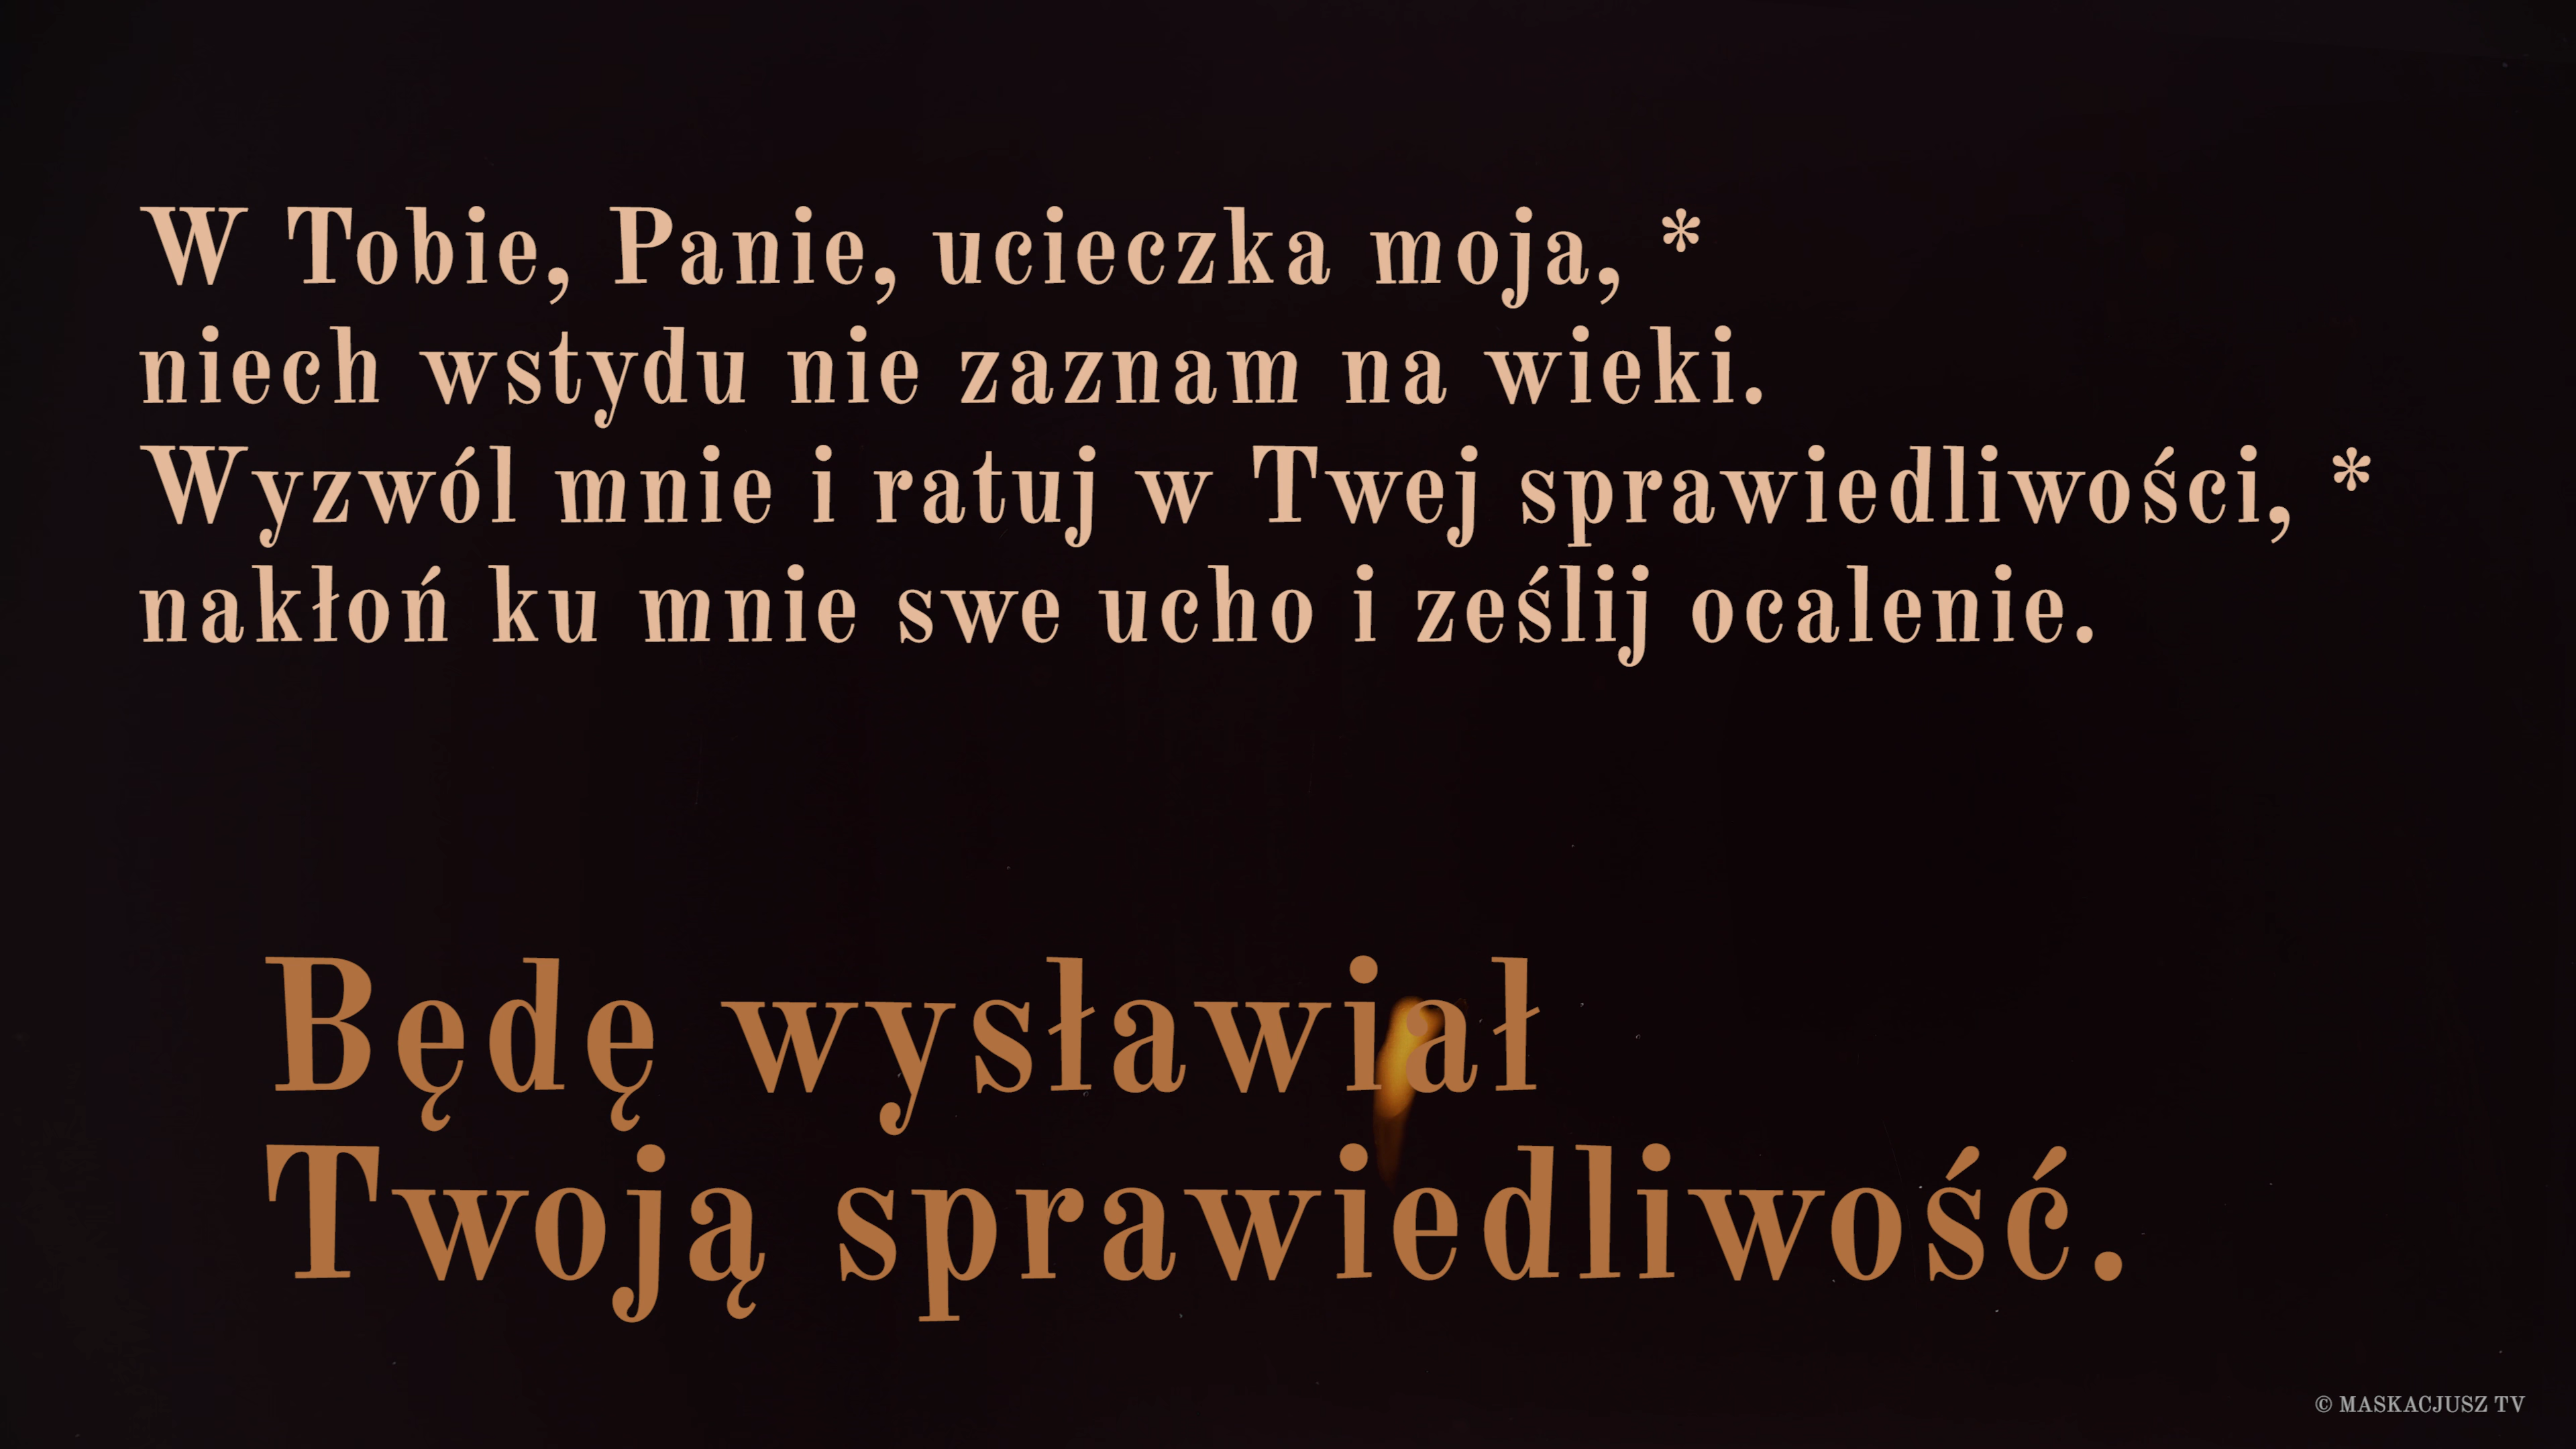 W Tobie, Panie, ucieczka moja, *
niech wstydu nie zaznam na wieki.
Wyzwól mnie i ratuj w Twej sprawiedliwości, *
nakłoń ku mnie swe ucho i ześlij ocalenie.
Będę wysławiał
Twoją sprawiedliwość.
© MASKACJUSZ TV